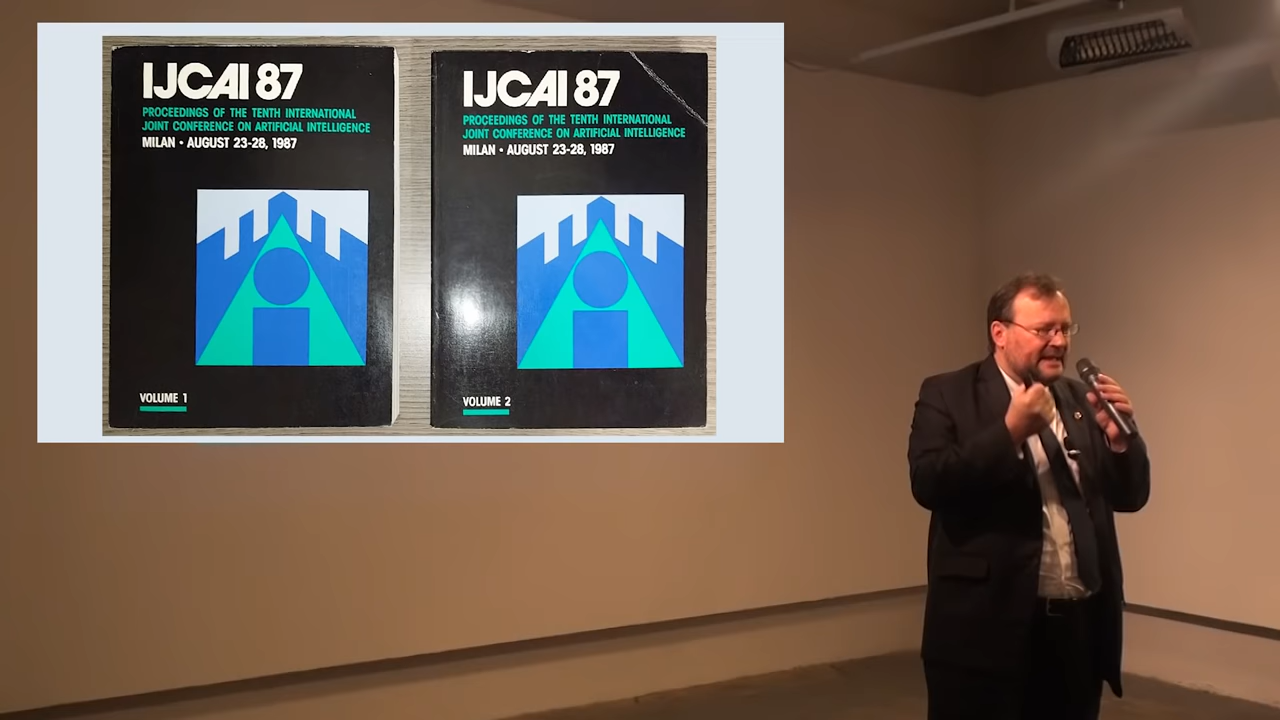 IJCAI 87
PROCEEDINGS OF THE TENTH INTERNATIONAL
JOINT CONFERENCE ON ARTIFICIAL INTELLIGENCE
MILAN • AUGUST 23-28, 1987
VOLUME 1
IJCAI 87
PROCEEDINGS OF THE TENTH INTERNATIONAL
JOINT CONFERENCE ON ARTIFICIAL INTELLIGENCE
MILAN • AUGUST 23-28, 1987
VOLUME 2